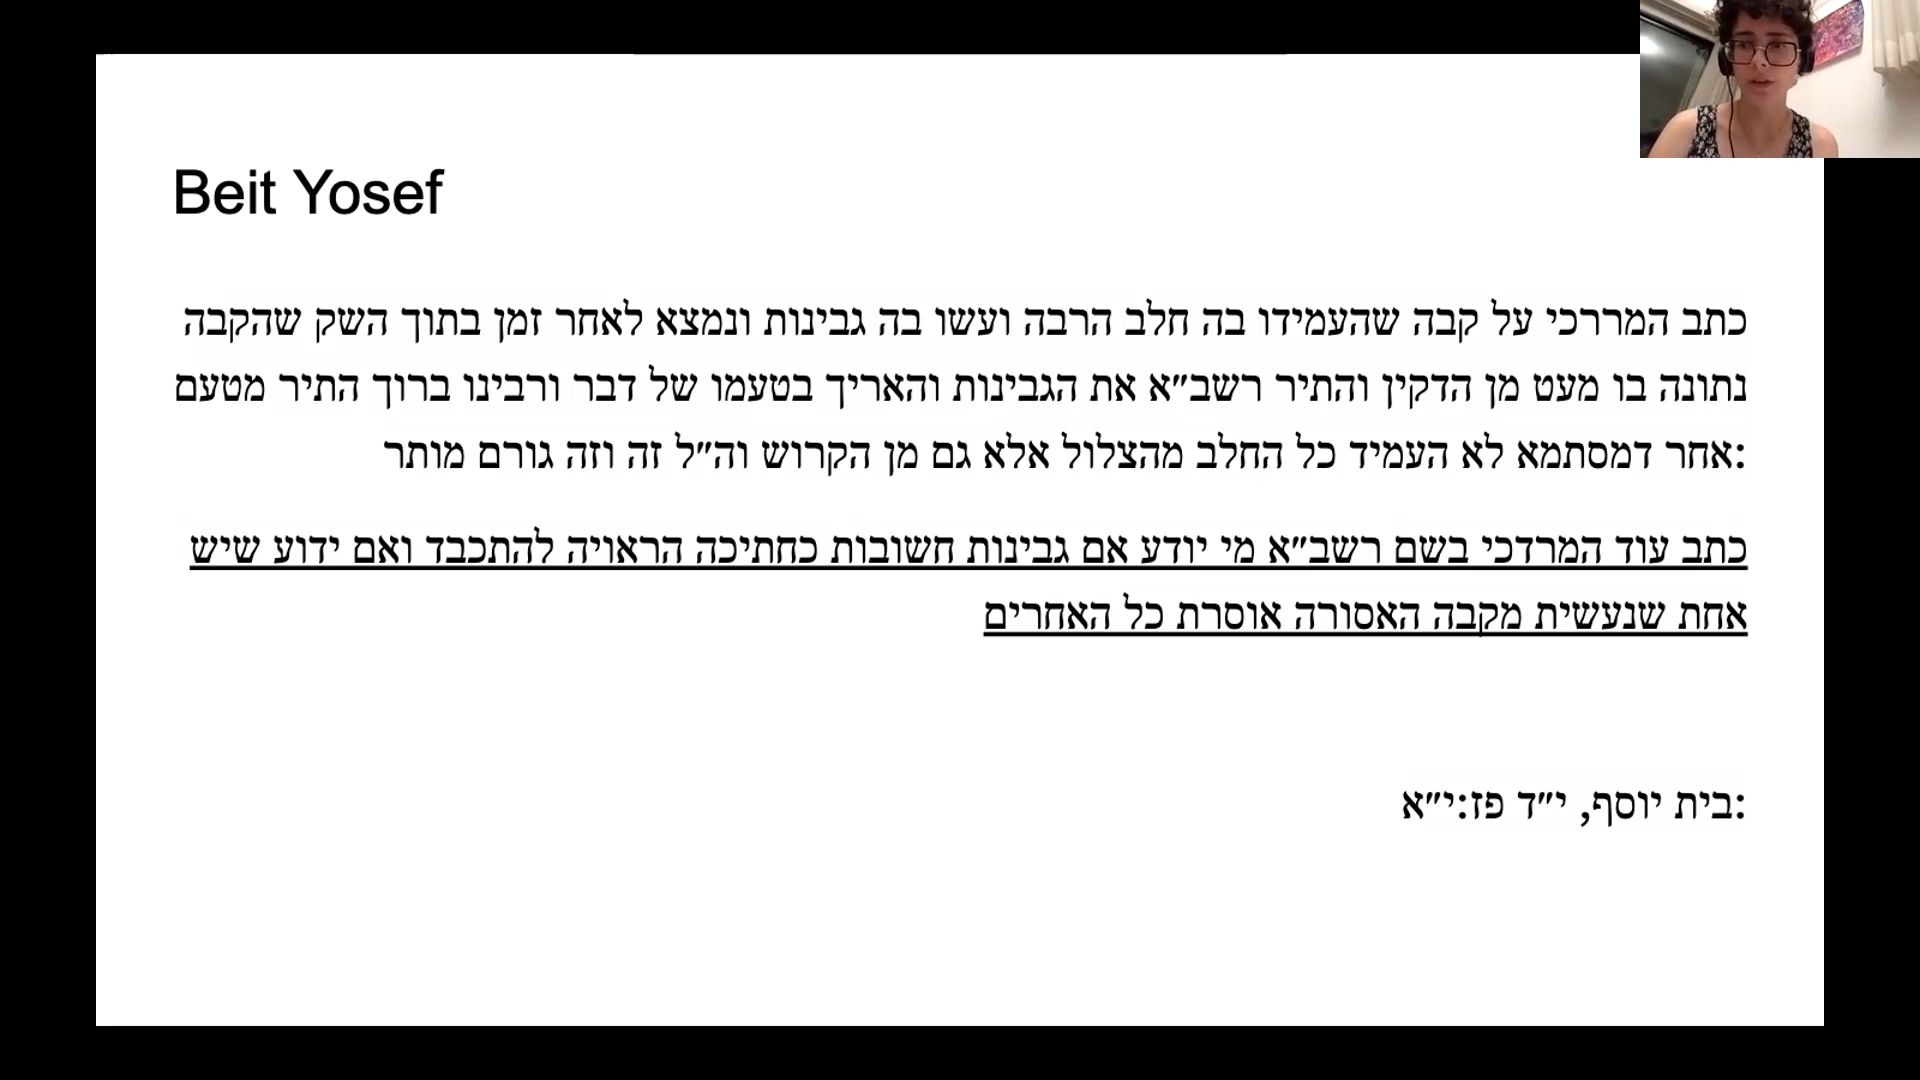 Beit Yosef
כתב המררכי על קבה שהעמידו בה חלב הרבה ועשו בה גבינות ונמצא לאחר זמן בתוך השק שהקבה
נתונה בו מעט מן הדקין והתיר רשב״א את הגבינות והאריך בטעמו של דבר ורבינו ברוך התיר מטעם
:אחר דמסתמא לא העמיד כל החלב מהצלול אלא גם מן הקרוש וה״ל זה וזה גורם מותר
כתב עוד המרדכי בשם רשב״א מי יודע אם גבינות חשובות כחתיכה הראויה להתכבד ואם ידוע שיש
אחת שנעשית מקבה האסורה אוסרת כל האחרים
:בית יוסף, י״ד פז:י״א